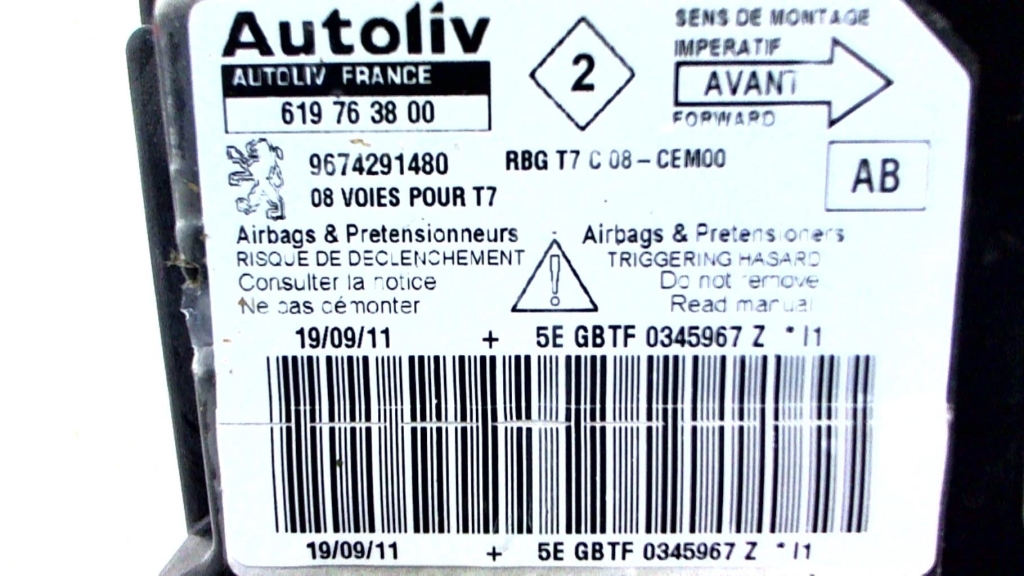 Autoliv
AUTOLIV FRANCE
619 76 38 00
2
SENS DE MONTAGE
IMPERATIF
AVANT
FORWARD
9674291480
RBG T7 C 08 - CEM00
08 VOIES POUR T7
AB
Airbags & Pretensionneurs
RISQUE DE DECLENCHEMENT
Consulter la notice
Ne pas démonter
!
Airbags & Pretensioners
TRIGGERING HASARD
Do not remove
Read manual
19/09/11 + 5E GBTF 0345967 Z * I1
19/09/11 + 5E GBTF 0345967 Z * I1